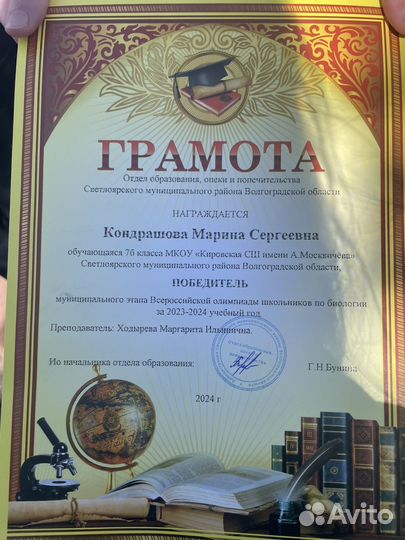 ГРАМОТА
Отдел образования, опеки и попечительства
Светлоярского муниципального района Волгоградской области
НАГРАЖДАЕТСЯ
Кондрашова Марина Сергеевна
обучающаяся 7б класса МКОУ «Кировская СШ имени А.Москвичёва»
Светлоярского муниципального района Волгоградской области,
ПОБЕДИТЕЛЬ
муниципального этапа Всероссийской олимпиады школьников по биологии
за 2023-2024 учебный год
Преподаватель: Ходырева Маргарита Ильинична.
Ио начальника отдела образования:
Г.Н.Бунина
2024 г
Avito